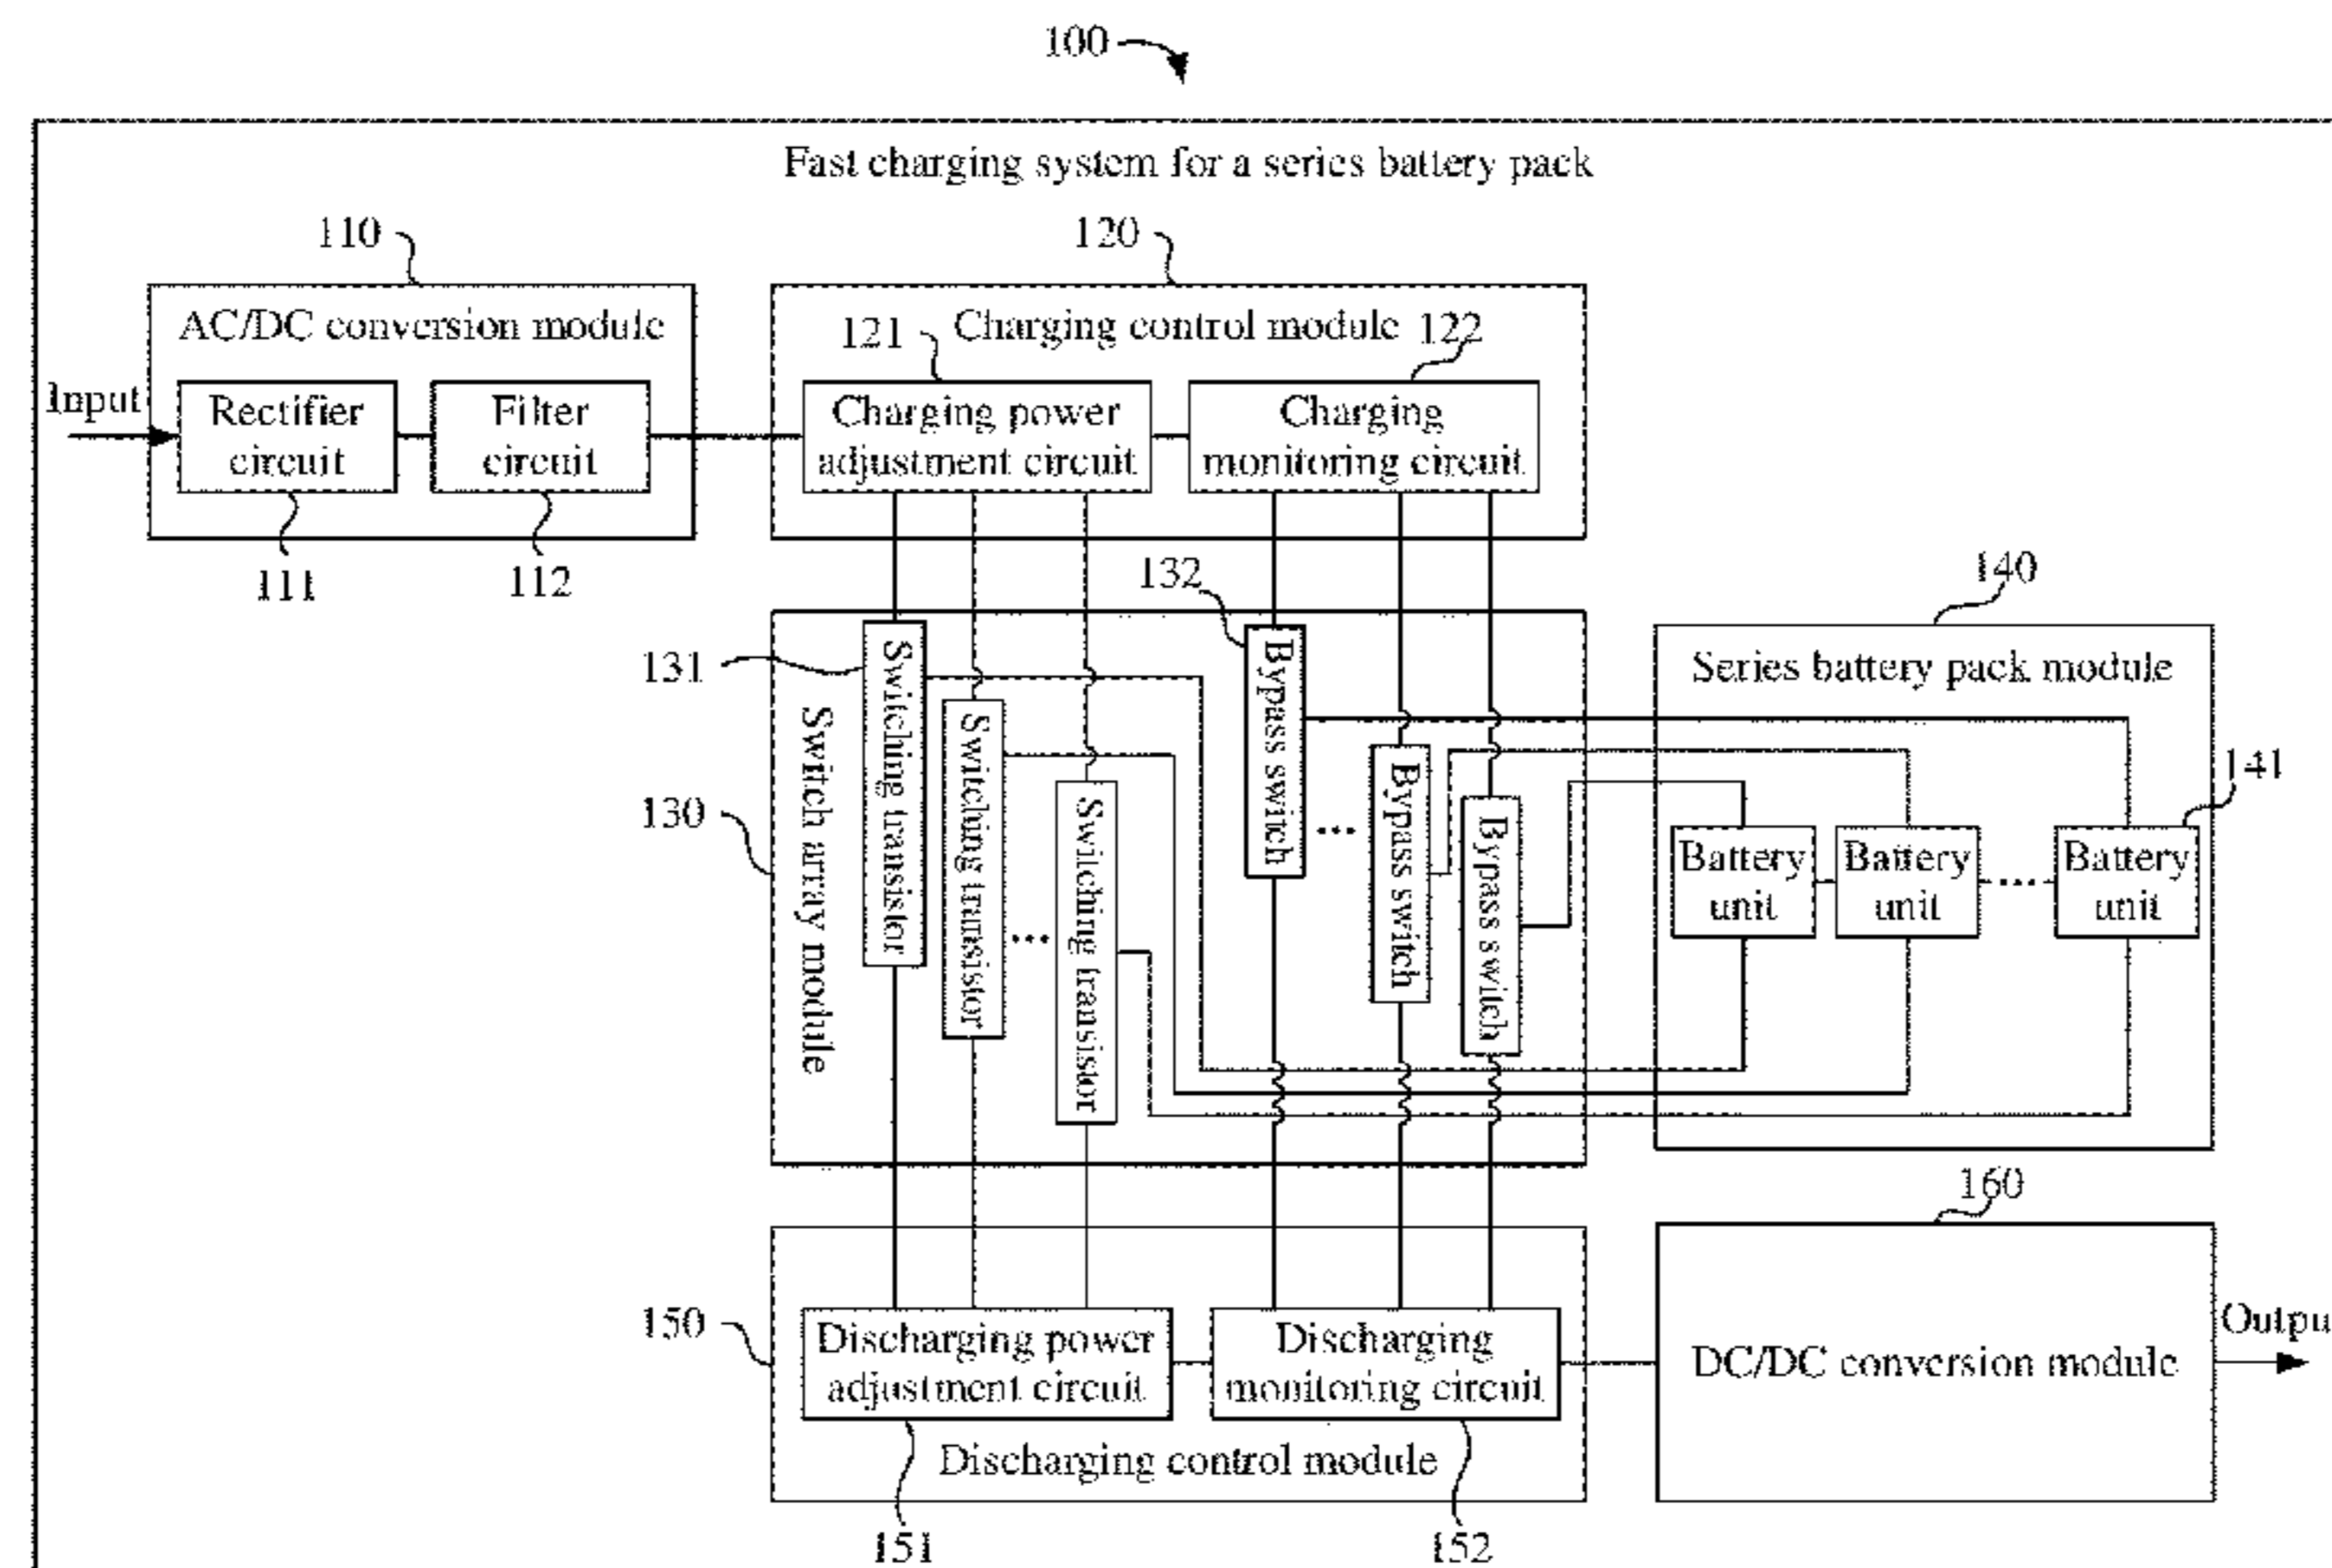 100
Fast charging system for a series battery pack
110
120
AC/DC conversion module
121
Charging control module
122
Input
Rectifier
circuit
Filter
circuit
Charging power
adjustment circuit
Charging
monitoring circuit
111
112
132
140
131
Switching transistor
Bypass switch
Series battery pack module
Switch array module
Switching transistor
Bypass switch
141
130
Switching transistor
...
Bypass switch
Battery
unit
Battery
unit
...
Battery
unit
...
160
150
Discharging power
adjustment circuit
Discharging
monitoring circuit
DC/DC conversion module
Outpu
Discharging control module
151
152